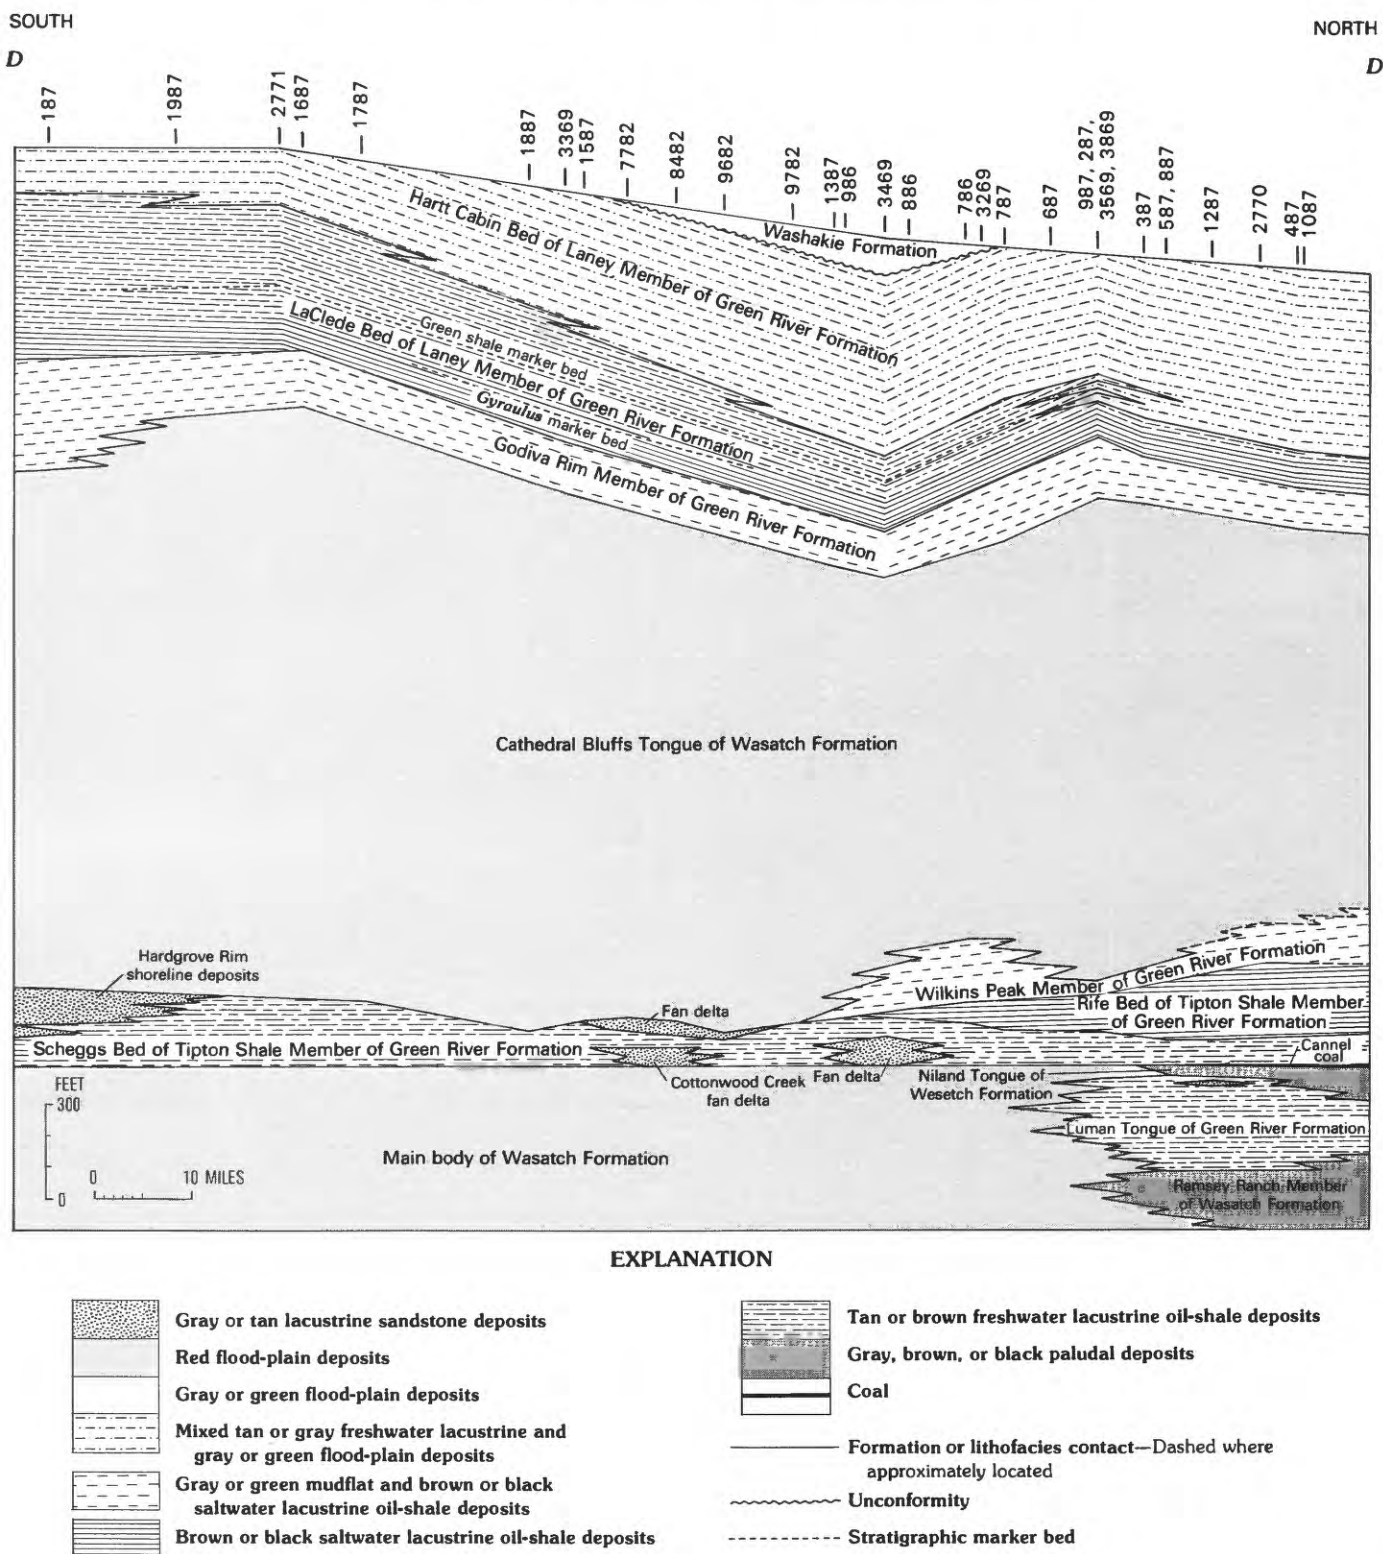 SOUTH
NORTH
D
D
187
1987
2771
1687
1787
1887
3369
1587
7782
8482
9682
9782
1387
986
3469
886
786
3269
787
687
987, 287,
3569, 3869
387
587, 887
1287
2770
487
1087
Washakie Formation
Hartt Cabin Bed of Laney Member of Green River Formation
Green shale marker bed
LaClede Bed of Laney Member of Green River Formation
Gyraulus marker bed
Godiva Rim Member of Green River Formation
Cathedral Bluffs Tongue of Wasatch Formation
Hardgrove Rim
shoreline deposits
Fan delta
Wilkins Peak Member of Green River Formation
Rife Bed of Tipton Shale Member
of Green River Formation
Scheggs Bed of Tipton Shale Member of Green River Formation
Cannel
coal
Cottonwood Creek
fan delta
Fan delta
Niland Tongue of
Wesetch Formation
Luman Tongue of Green River Formation
Main body of Wasatch Formation
Ramsey Ranch Member
of Wasatch Formation
FEET
300
0
0
10 MILES
EXPLANATION
Gray or tan lacustrine sandstone deposits
Red flood-plain deposits
Gray or green flood-plain deposits
Mixed tan or gray freshwater lacustrine and
gray or green flood-plain deposits
Gray or green mudflat and brown or black
saltwater lacustrine oil-shale deposits
Brown or black saltwater lacustrine oil-shale deposits
Tan or brown freshwater lacustrine oil-shale deposits
Gray, brown, or black paludal deposits
Coal
Formation or lithofacies contact—Dashed where
approximately located
Unconformity
Stratigraphic marker bed